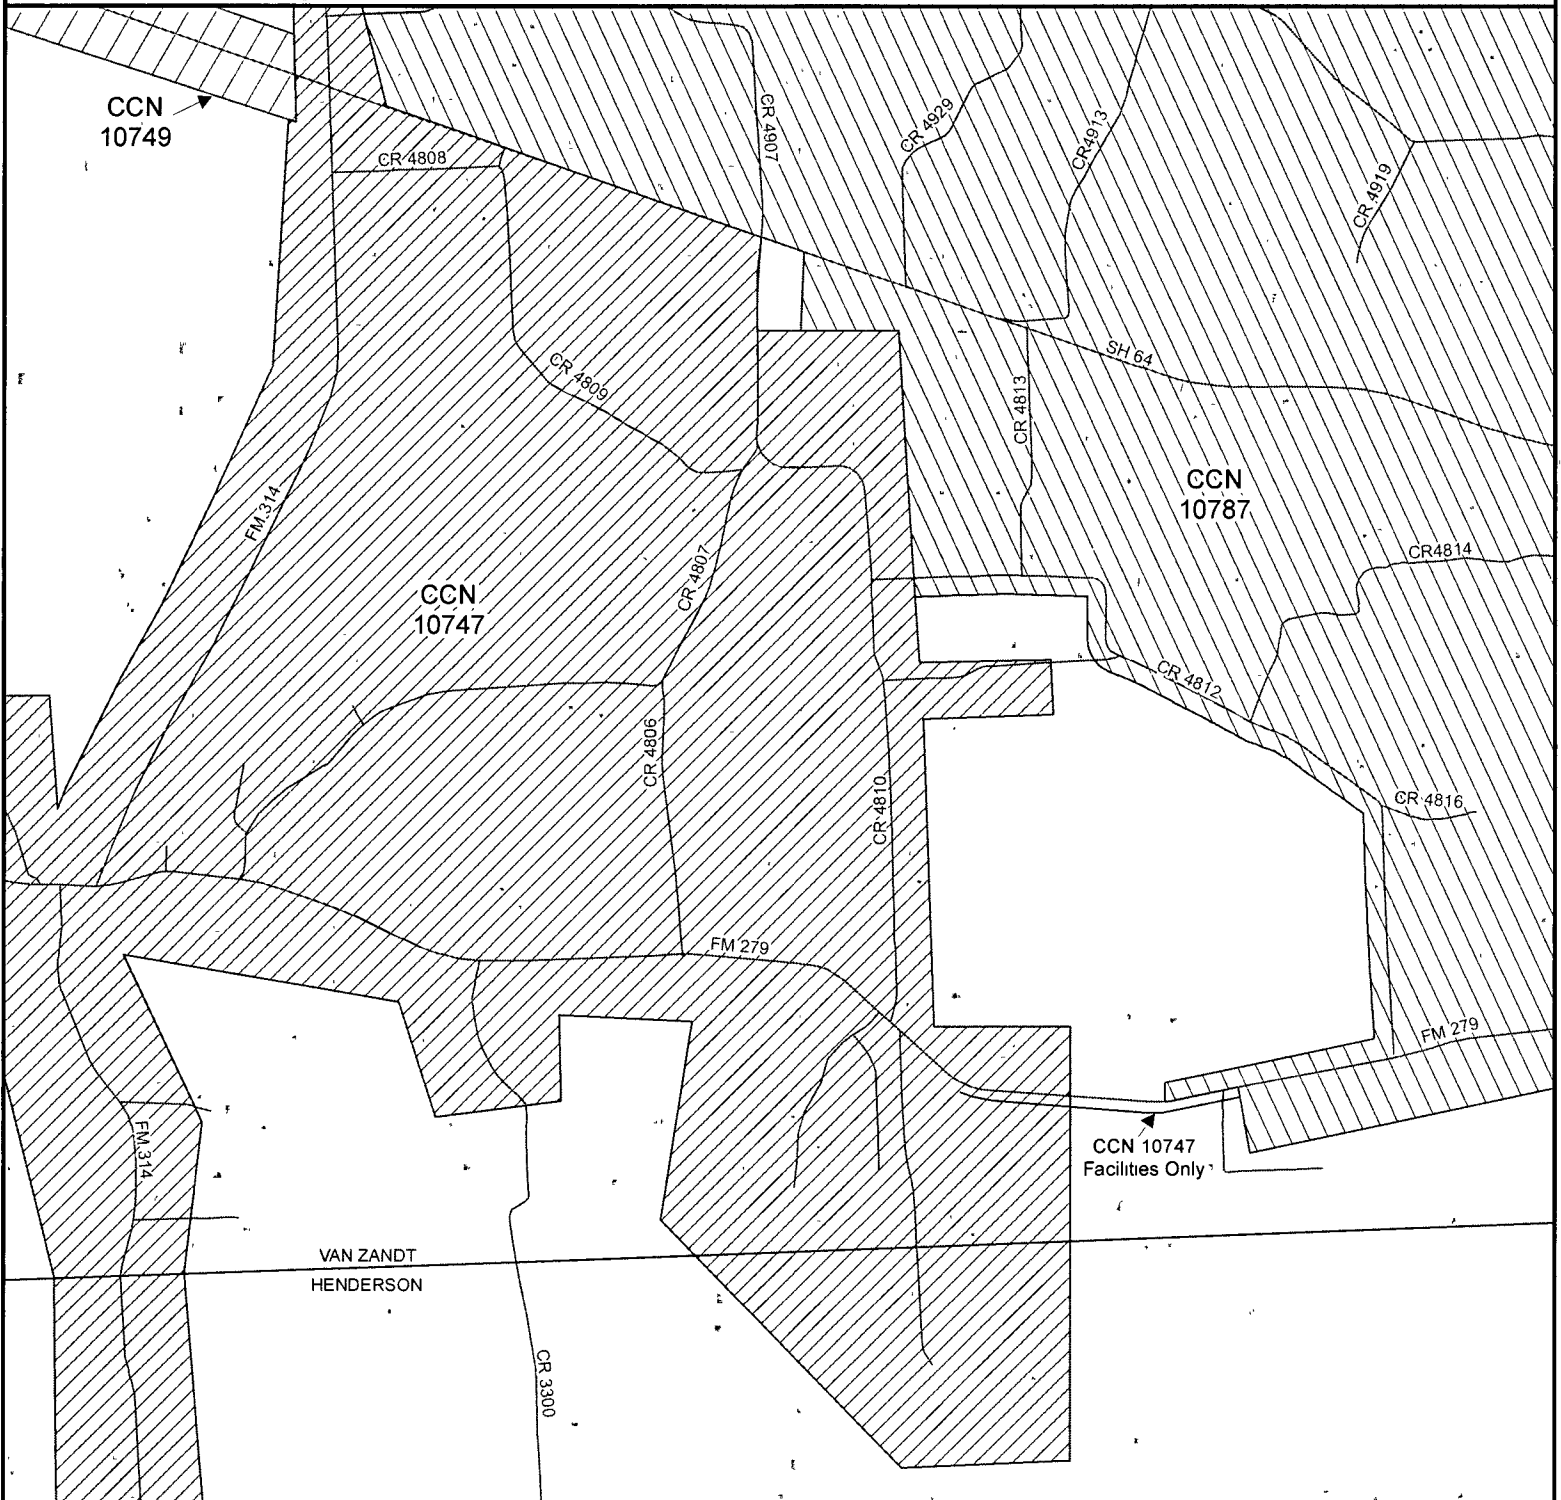 CCN
10749
CR 4808
CR 4907
CR 4929
CR4913
CR 4919
SH 64
CR 4809
CR 4813
CCN
10787
FM 314
CR 4807
CCN
10747
CR4814
CR 4812
CR 4806
CR 4810
CR 4816
FM 279
FM 279
FM 314
CCN 10747
Facilities Only
VAN ZANDT
HENDERSON
CR 3300